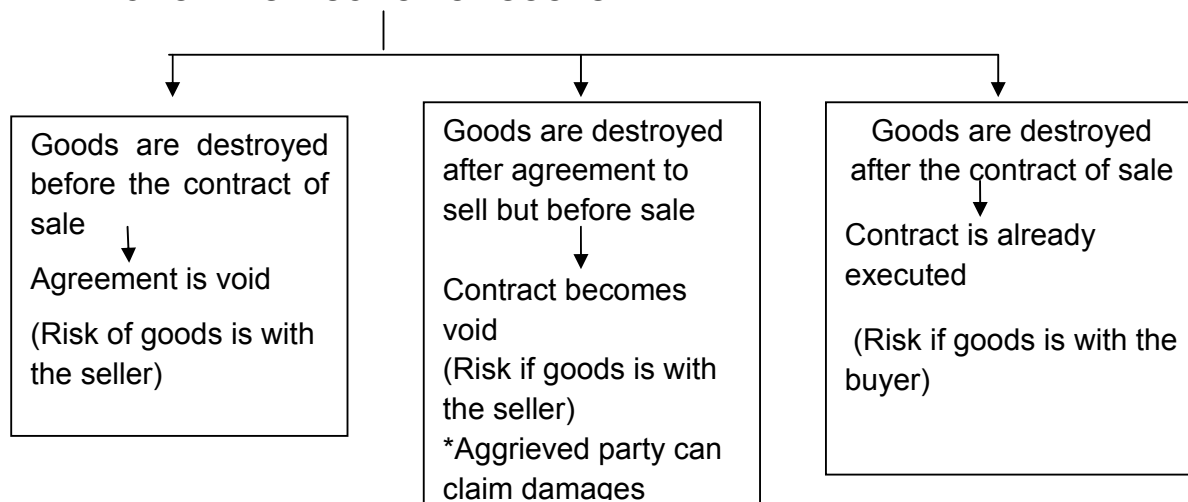 Goods are destroyed
before the contract of
sale
Agreement is void
(Risk of goods is with
the seller)
Goods are destroyed
after agreement to
sell but before sale
Contract becomes
void
(Risk if goods is with
the seller)
*Aggrieved party can
claim damages
Goods are destroyed
after the contract of sale
Contract is already
executed
(Risk if goods is with the
buyer)